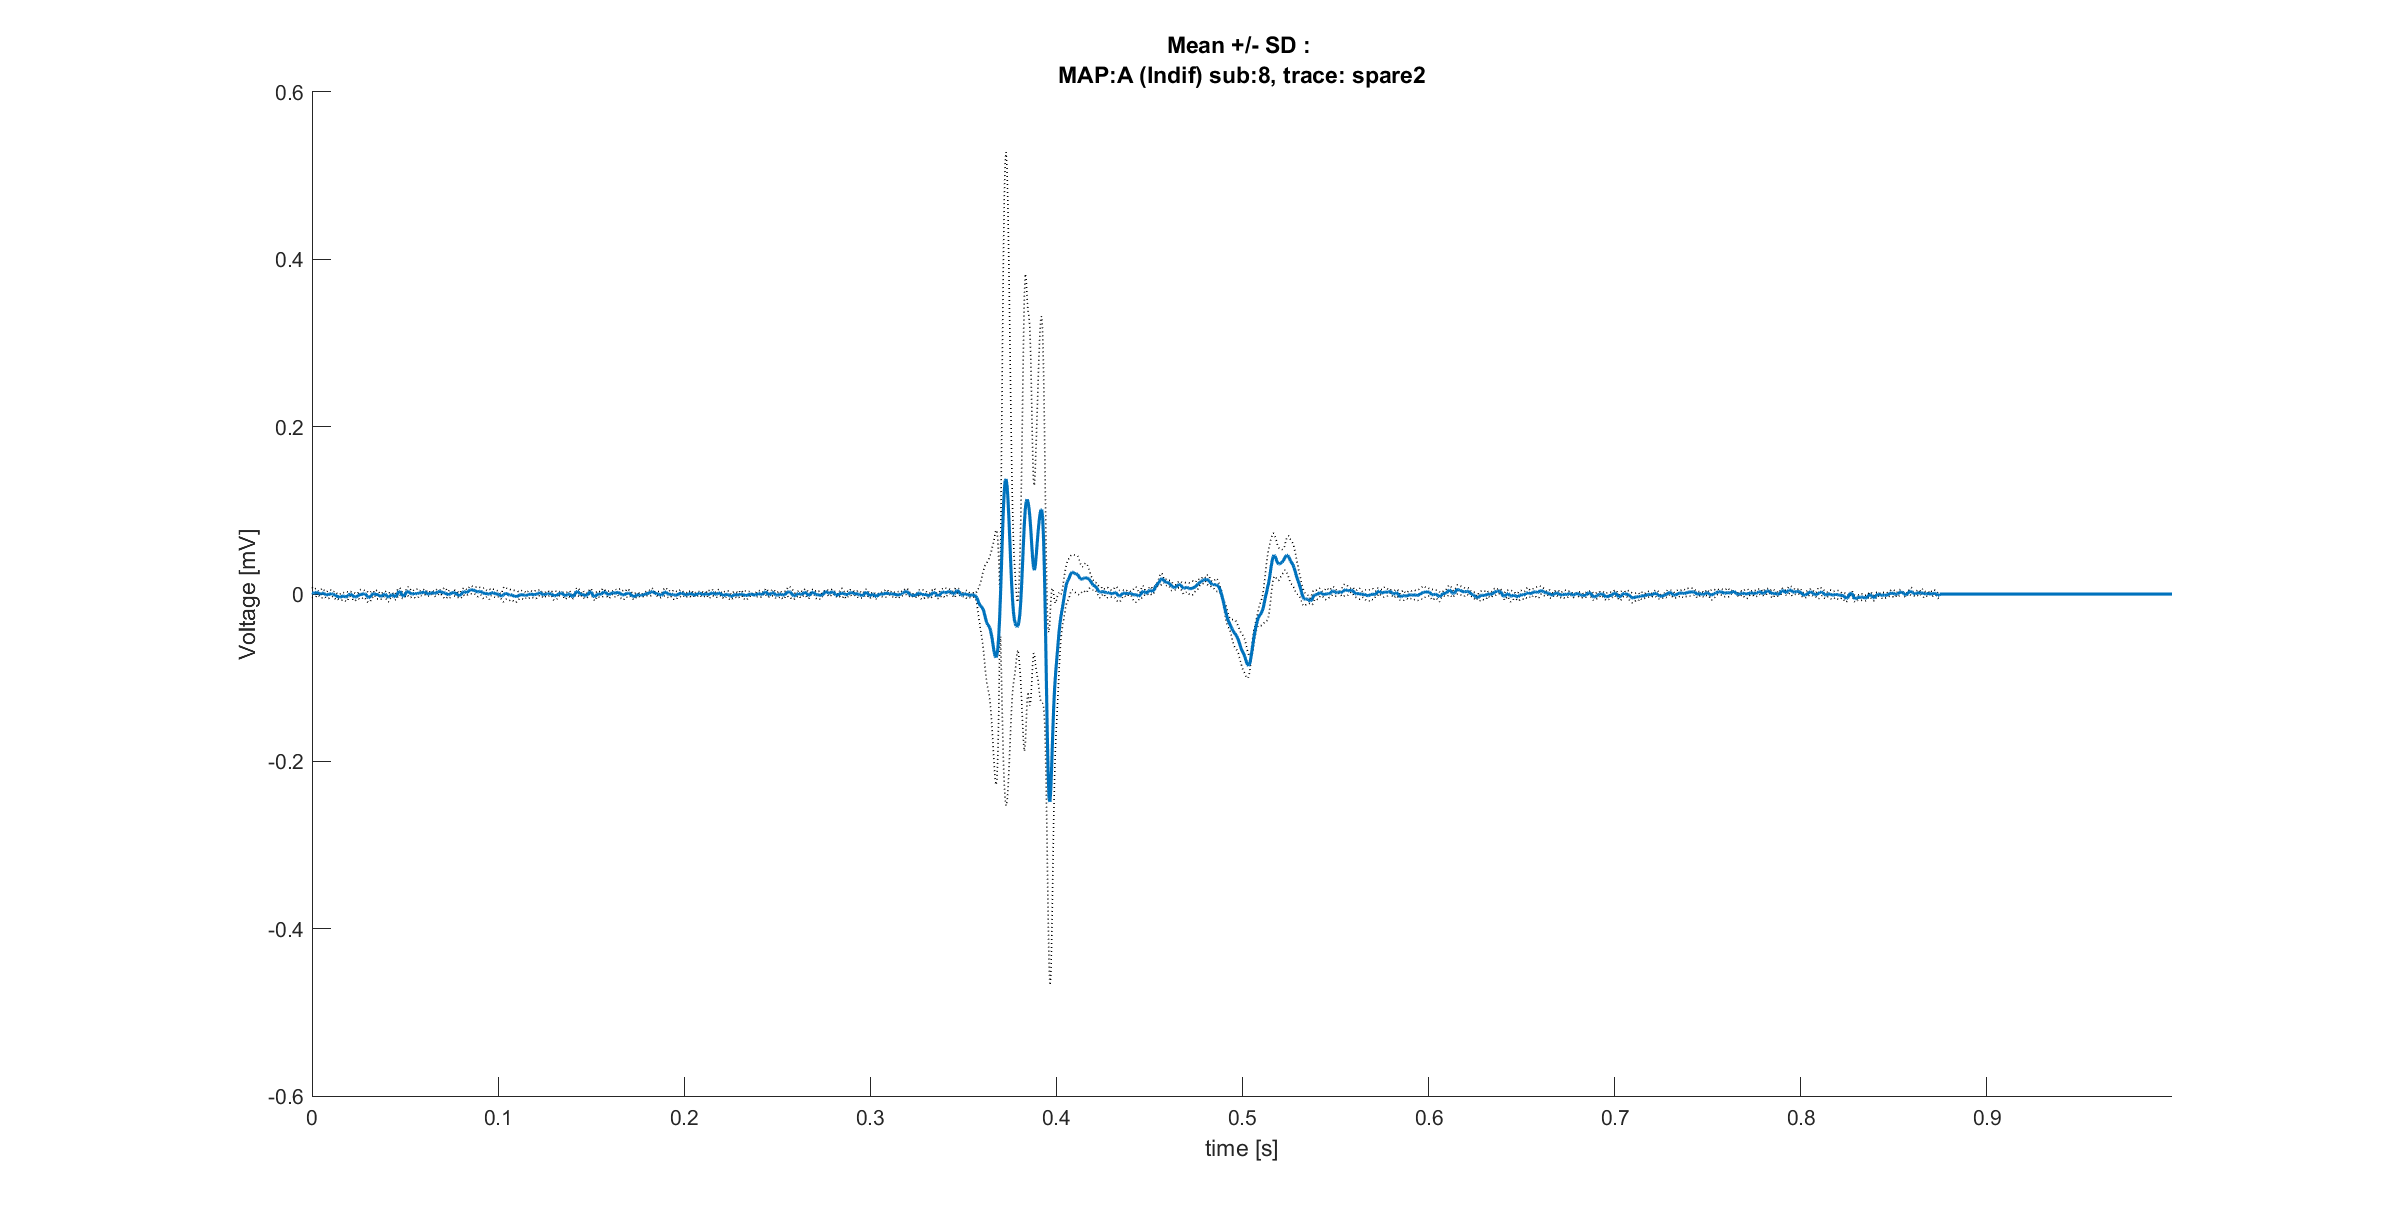 Mean +/- SD :
MAP:A (Indif) sub:8, trace: spare2
0.6
0.4
0.2
0
-0.2
-0.4
-0.6
Voltage [mV]
0 0.1 0.2 0.3 0.4 0.5 0.6 0.7 0.8 0.9
time [s]